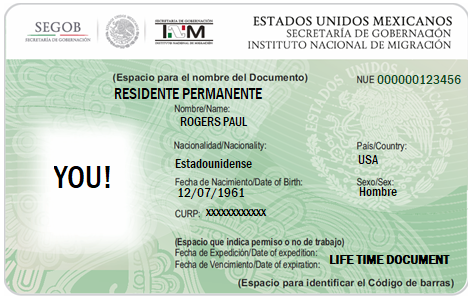 SEGOB
SECRETARÍA DE GOBERNACIÓN
SECRETARÍA DE GOBERNACIÓN
INM
INSTITUTO NACIONAL DE MIGRACIÓN
ESTADOS UNIDOS MEXICANOS
SECRETARÍA DE GOBERNACIÓN
INSTITUTO NACIONAL DE MIGRACIÓN
(Espacio para el nombre del Documento)
NUE 000000123456
RESIDENTE PERMANENTE
Nombre/Name:
ROGERS PAUL
Nacionalidad/Nacionality:
País/Country:
Estadounidense
USA
YOU!
Fecha de Nacimiento/Date of Birth:
Sexo/Sex:
12/07/1961
Hombre
CURP: XXXXXXXXXXXX
(Espacio que indica permiso o no de trabajo)
Fecha de Expedición/Date of expedition:
LIFE TIME DOCUMENT
Fecha de Vencimiento/Date of expiration:
(Espacio para identificar el Código de barras)
ESTADOS UNIDOS MEXICANOS